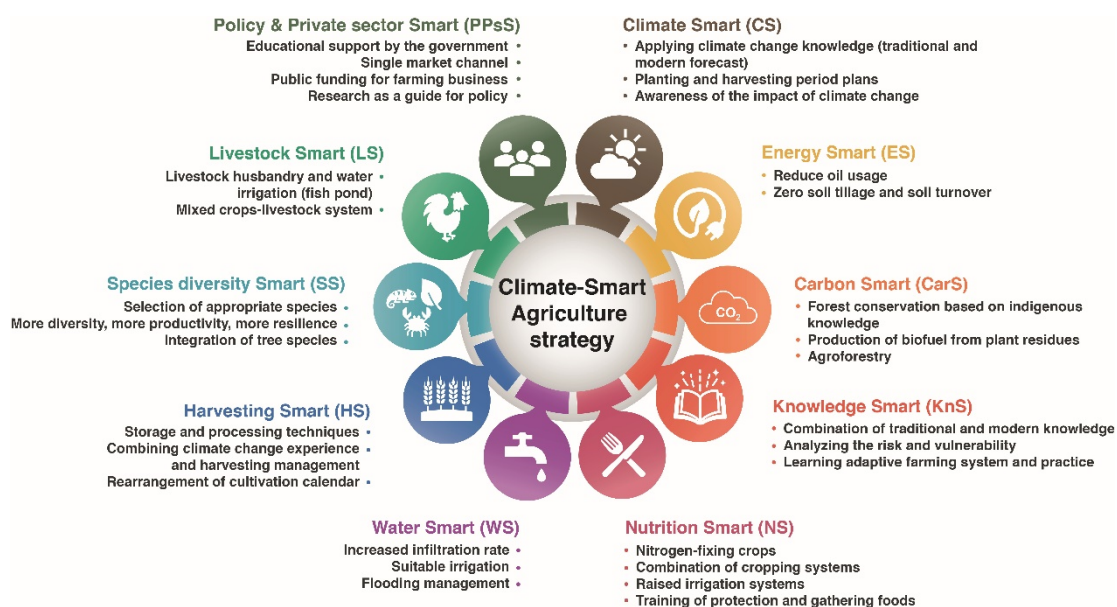 Policy & Private sector Smart (PPsS)
Educational support by the government •
Single market channel •
Public funding for farming business •
Research as a guide for policy •
Climate Smart (CS)
• Applying climate change knowledge (traditional and
modern forecast)
• Planting and harvesting period plans
• Awareness of the impact of climate change
Livestock Smart (LS)
Livestock husbandry and water •
irrigation (fish pond)
Mixed crops-livestock system •
Energy Smart (ES)
• Reduce oil usage
• Zero soil tillage and soil turnover
Species diversity Smart (SS)
Selection of appropriate species •
More diversity, more productivity, more resilience •
Integration of tree species •
Climate-Smart
Agriculture
strategy
CO₂
Carbon Smart (CarS)
• Forest conservation based on indigenous
knowledge
• Production of biofuel from plant residues
• Agroforestry
Harvesting Smart (HS)
Storage and processing techniques •
Combining climate change experience •
and harvesting management
Rearrangement of cultivation calendar •
Knowledge Smart (KnS)
• Combination of traditional and modern knowledge
• Analyzing the risk and vulnerability
• Learning adaptive farming system and practice
Water Smart (WS)
Increased infiltration rate •
Suitable irrigation •
Flooding management •
Nutrition Smart (NS)
• Nitrogen-fixing crops
• Combination of cropping systems
• Raised irrigation systems
• Training of protection and gathering foods